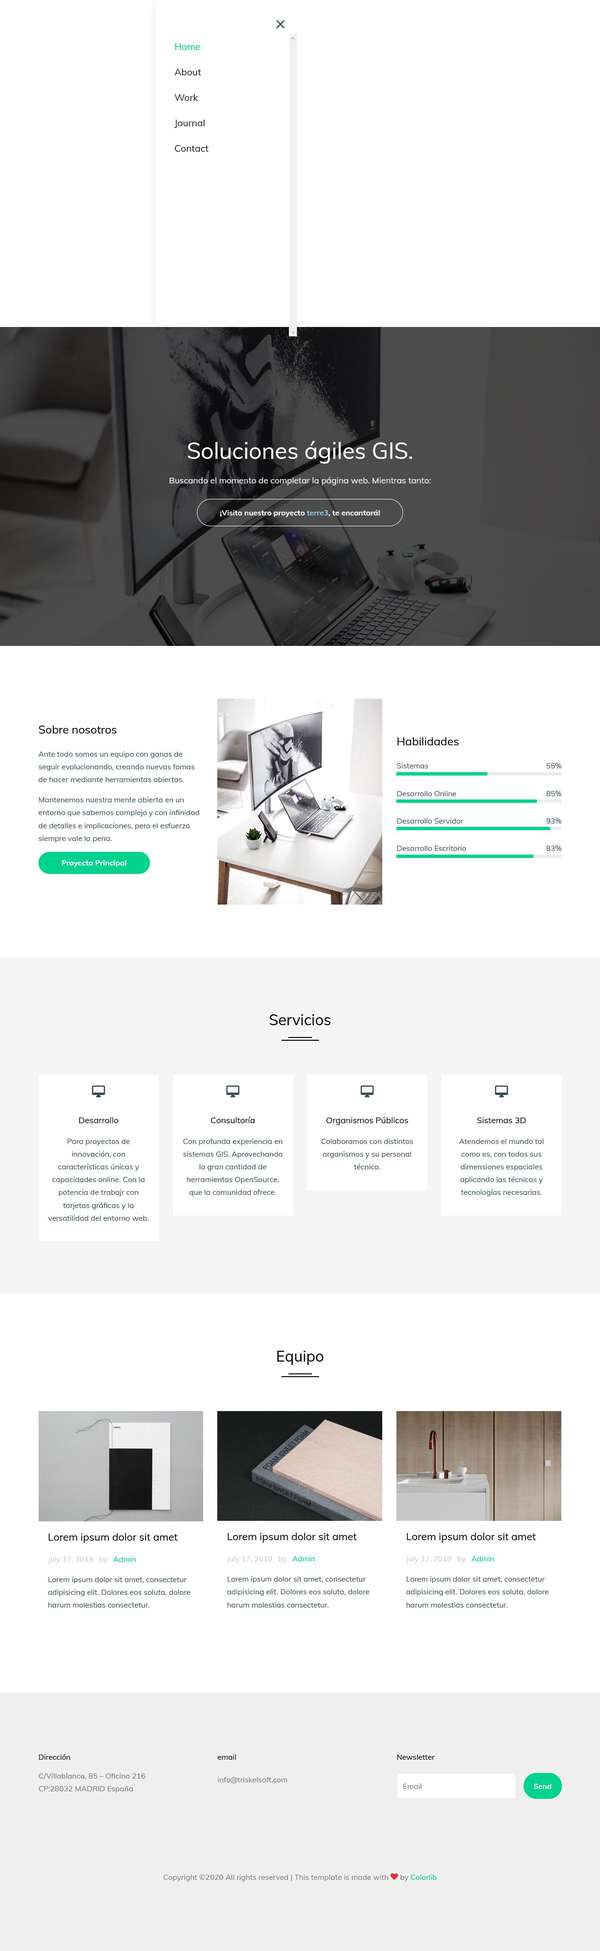 Home
About
Work
Journal
Contact
Soluciones ágiles GIS.
Buscando el momento de completar la página web. Mientras tanto:
¡Visita nuestro proyecto terre3, te encantará!
Sobre nosotros
Ante todo somos un equipo con ganas de
seguir evolucionando, creando nuevas fomas
de hacer mediante herramientas abiertas.
Mantenemos nuestra mente abierta en un
entorno que sabemos complejo y con infinidad
de detalles e implicaciones, pero el esfuerzo
siempre vale la pena.
Proyecto Principal
Habilidades
Sistemas 55%
Desarrollo Online 85%
Desarrollo Servidor 93%
Desarrollo Escritorio 83%
Servicios
Desarrollo
Para proyectos de
innovación, con
características únicas y
capacidades online. Con la
potencia de trabajr con
tarjetas gráficas y la
versatilidad del entorno web.
Consultoría
Con profunda experiencia en
sistemas GIS. Aprovechando
la gran cantidad de
herramientas OpenSource,
que la comunidad ofrece.
Organismos Públicos
Colaboramos con distintos
organismos y su personal
técnico.
Sistemas 3D
Atendemos el mundo tal
como es, con todas sus
dimensiones espaciales
aplicando las técnicas y
tecnologías necesarias.
Equipo
Lorem ipsum dolor sit amet
july 17, 2019 by Admin
Lorem ipsum dolor sit amet, consectetur
adipisicing elit. Dolores eos soluta, dolore
harum molestias consectetur.
Lorem ipsum dolor sit amet
july 17, 2019 by Admin
Lorem ipsum dolor sit amet, consectetur
adipisicing elit. Dolores eos soluta, dolore
harum molestias consectetur.
Lorem ipsum dolor sit amet
july 17, 2019 by Admin
Lorem ipsum dolor sit amet, consectetur
adipisicing elit. Dolores eos soluta, dolore
harum molestias consectetur.
Dirección
C/Villablanca, 85 – Oficina 216
CP:28032 MADRID España
email
info@triskelsoft.com
Newsletter
Email
Send
Copyright ©2020 All rights reserved | This template is made with ❤ by Colorlib